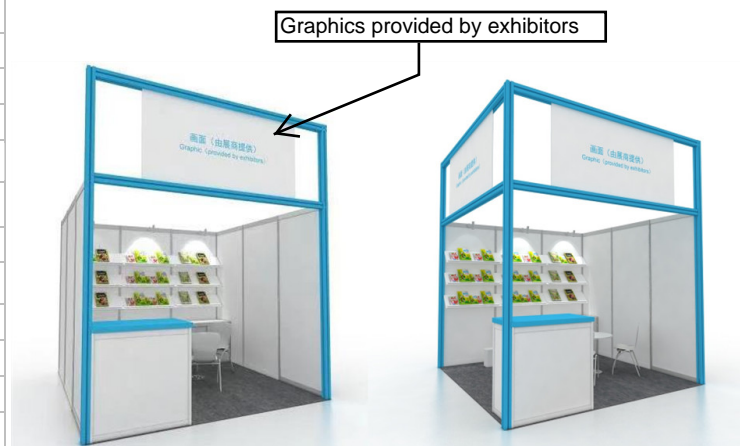 Graphics provided by exhibitors
画面（由展商提供）
Graphic（provided by exhibitors）
画面（由展商提供）
Graphic（provided by exhibitors）